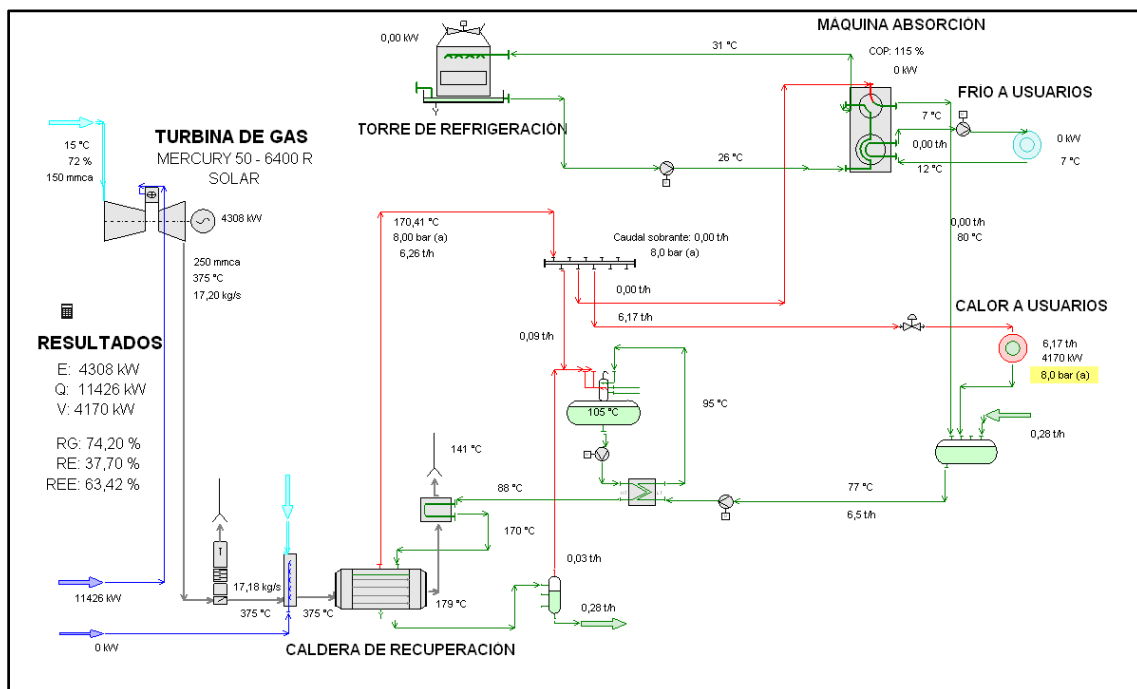 MÁQUINA ABSORCIÓN
COP: 115 %
0 kW
0,00 kW
31 °C
TORRE DE REFRIGERACIÓN
26 °C
7 °C
0,00 t/h
12 °C
FRIO A USUARIOS
0 kW
7 °C
15 °C
72 %
150 mmca
TURBINA DE GAS
MERCURY 50 - 6400 R
SOLAR
4308 kW
250 mmca
375 °C
17,20 kg/s
170,41 °C
8,00 bar (a)
6,26 t/h
Caudal sobrante: 0,00 t/h
8,0 bar (a)
0,00 t/h
6,17 t/h
0,09 t/h
0,00 t/h
80 °C
CALOR A USUARIOS
6,17 t/h
4170 kW
8,0 bar (a)
0,28 t/h
RESULTADOS
E: 4308 kW
Q: 11426 kW
V: 4170 kW
RG: 74,20 %
RE: 37,70 %
REE: 63,42 %
105 °C
95 °C
141 °C
88 °C
77 °C
6,5 t/h
170 °C
0,03 t/h
17,18 kg/s
375 °C
375 °C
179 °C
0,28 t/h
11426 kW
0 kW
CALDERA DE RECUPERACIÓN